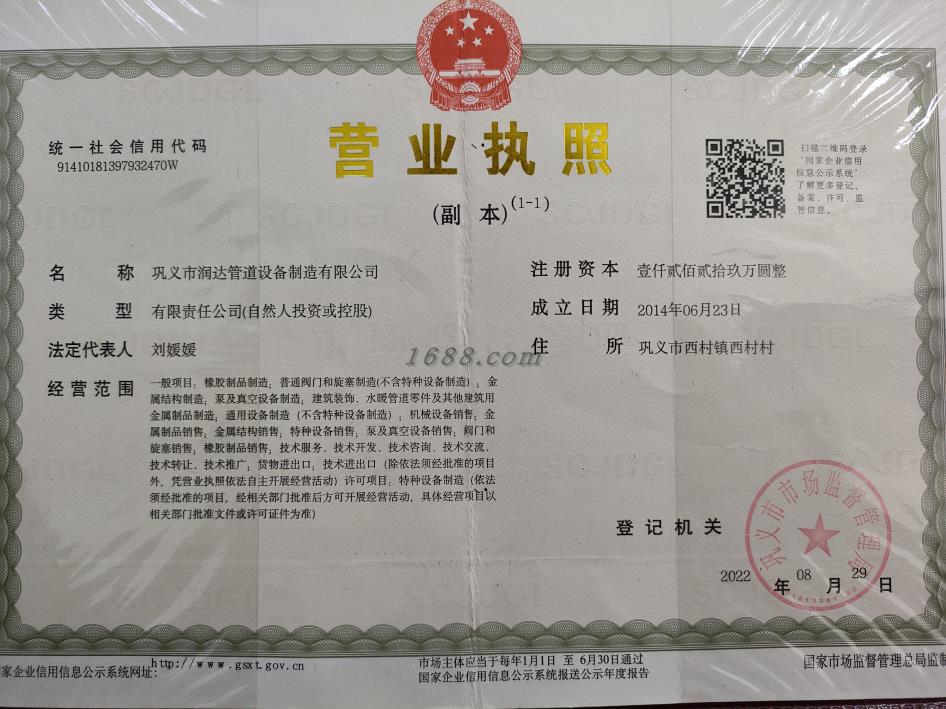 统一社会信用代码
91410181397932470W
营业执照
(副 本)(1-1)
扫描二维码登录
“国家企业信用
信息公示系统”
了解更多登记、
备案、许可、监
管信息。
名 称 巩义市润达管道设备制造有限公司
类 型 有限责任公司(自然人投资或控股)
法定代表人 刘媛媛
经营范围 一般项目：橡胶制品制造；普通阀门和旋塞制造(不含特种设备制造)；金
属结构制造；泵及真空设备制造；建筑装饰、水暖管道零件及其他建筑用
金属制品制造；通用设备制造（不含特种设备制造）；机械设备销售；金
属制品销售；金属结构销售；特种设备销售；泵及真空设备销售；阀门和
旋塞销售；橡胶制品销售；技术服务、技术开发、技术咨询、技术交流、
技术转让、技术推广；货物进出口；技术进出口（除依法须经批准的项目
外，凭营业执照依法自主开展经营活动）许可项目：特种设备制造（依法
须经批准的项目，经相关部门批准后方可开展经营活动，具体经营项目以
相关部门批准文件或许可证件为准）
注册资本 壹仟贰佰贰拾玖万圆整
成立日期 2014年06月23日
住 所 巩义市西村镇西村村
1688.com
登记机关
巩义市市场监督管理局
2022 年 08 月 29 日
家企业信用信息公示系统网址：http://www.gsxt.gov.cn
市场主体应当于每年1月1日 至 6月30日通过
国家企业信用信息公示系统报送公示年度报告
国家市场监督管理总局监制